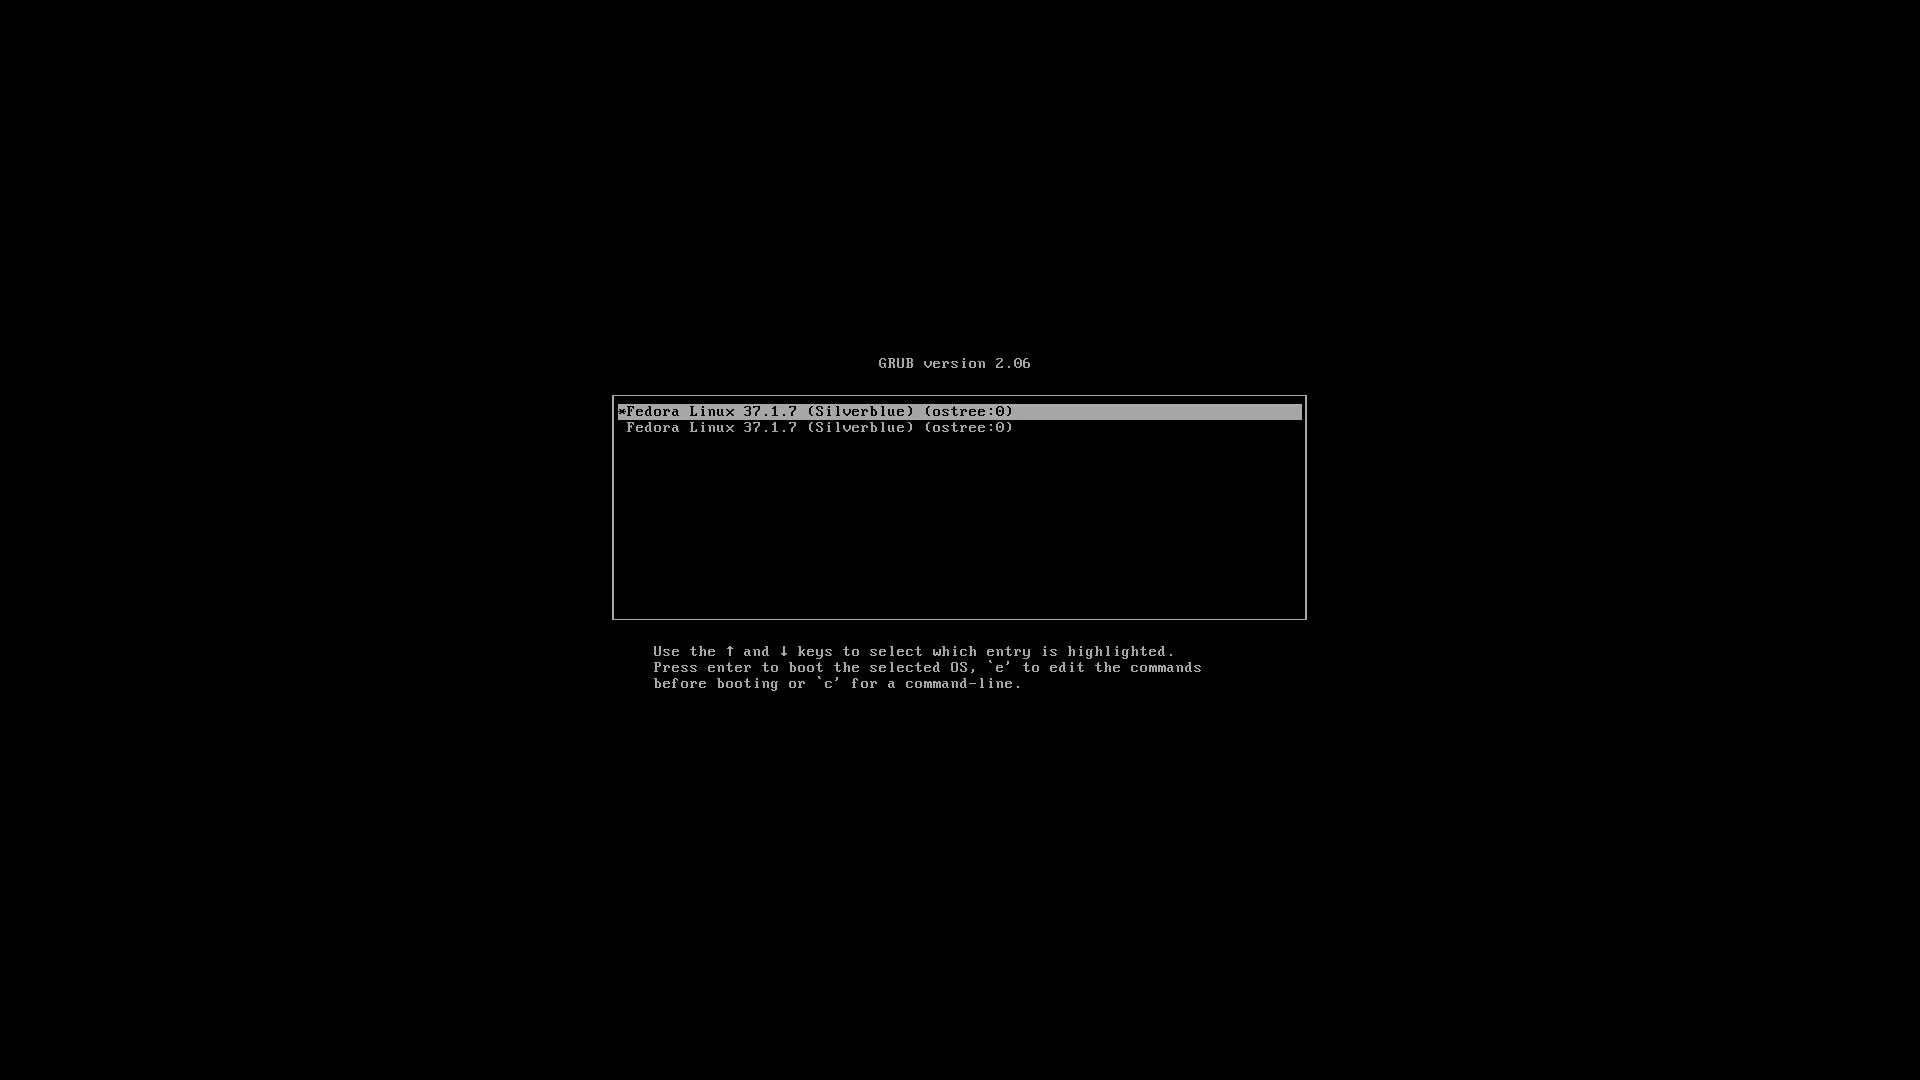 GRUB version 2.06
*Fedora Linux 37.1.7 (Silverblue) (ostree:0)
Fedora Linux 37.1.7 (Silverblue) (ostree:0)
Use the ↑ and ↓ keys to select which entry is highlighted.
Press enter to boot the selected OS, `e' to edit the commands
before booting or `c' for a command-line.